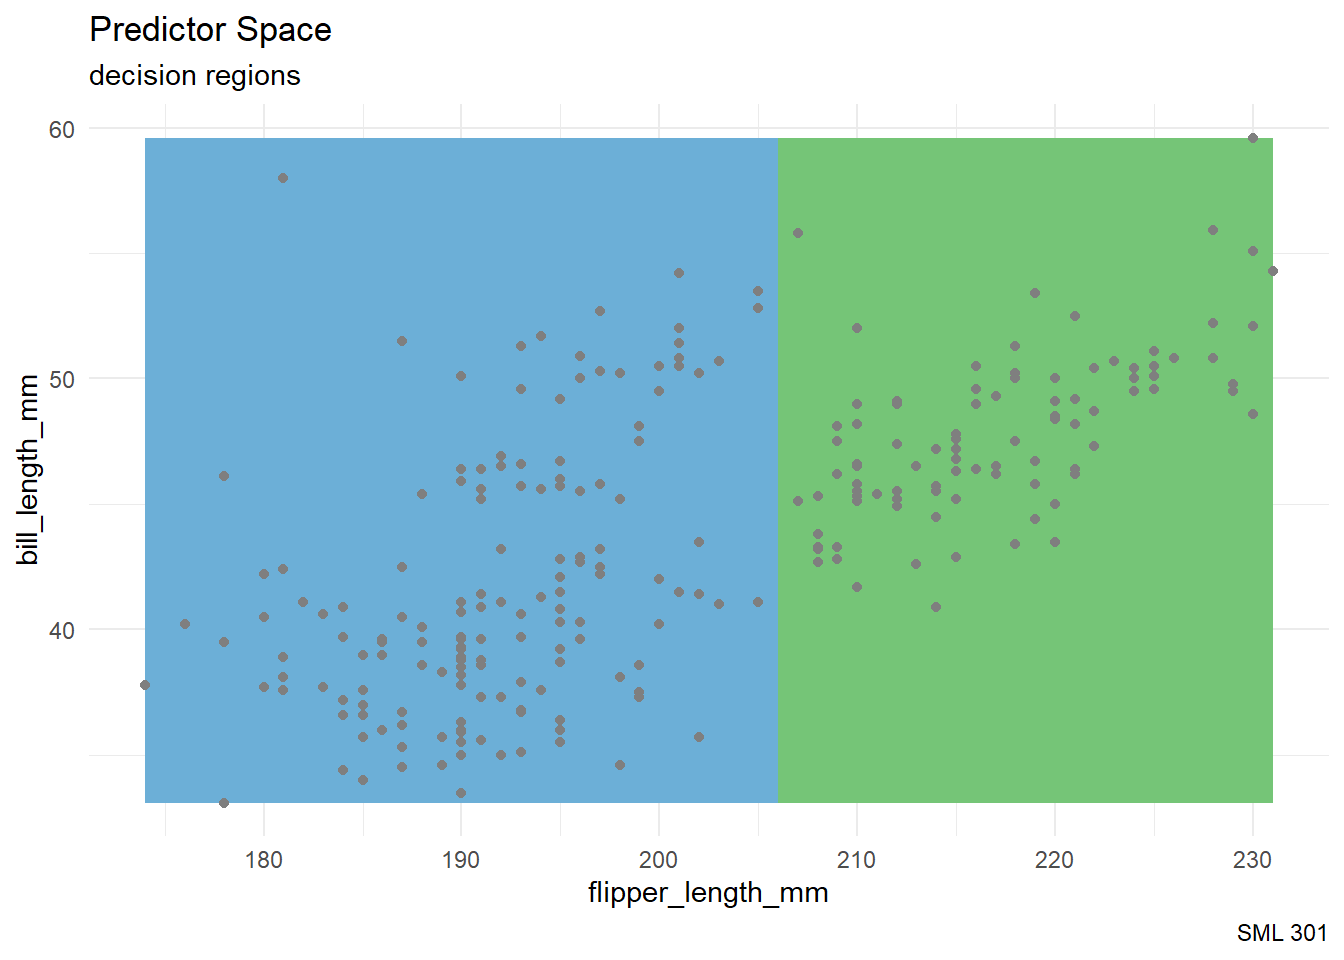 Predictor Space
decision regions
60
50
40
bill_length_mm
180
190
200
210
220
230
flipper_length_mm
SML 301